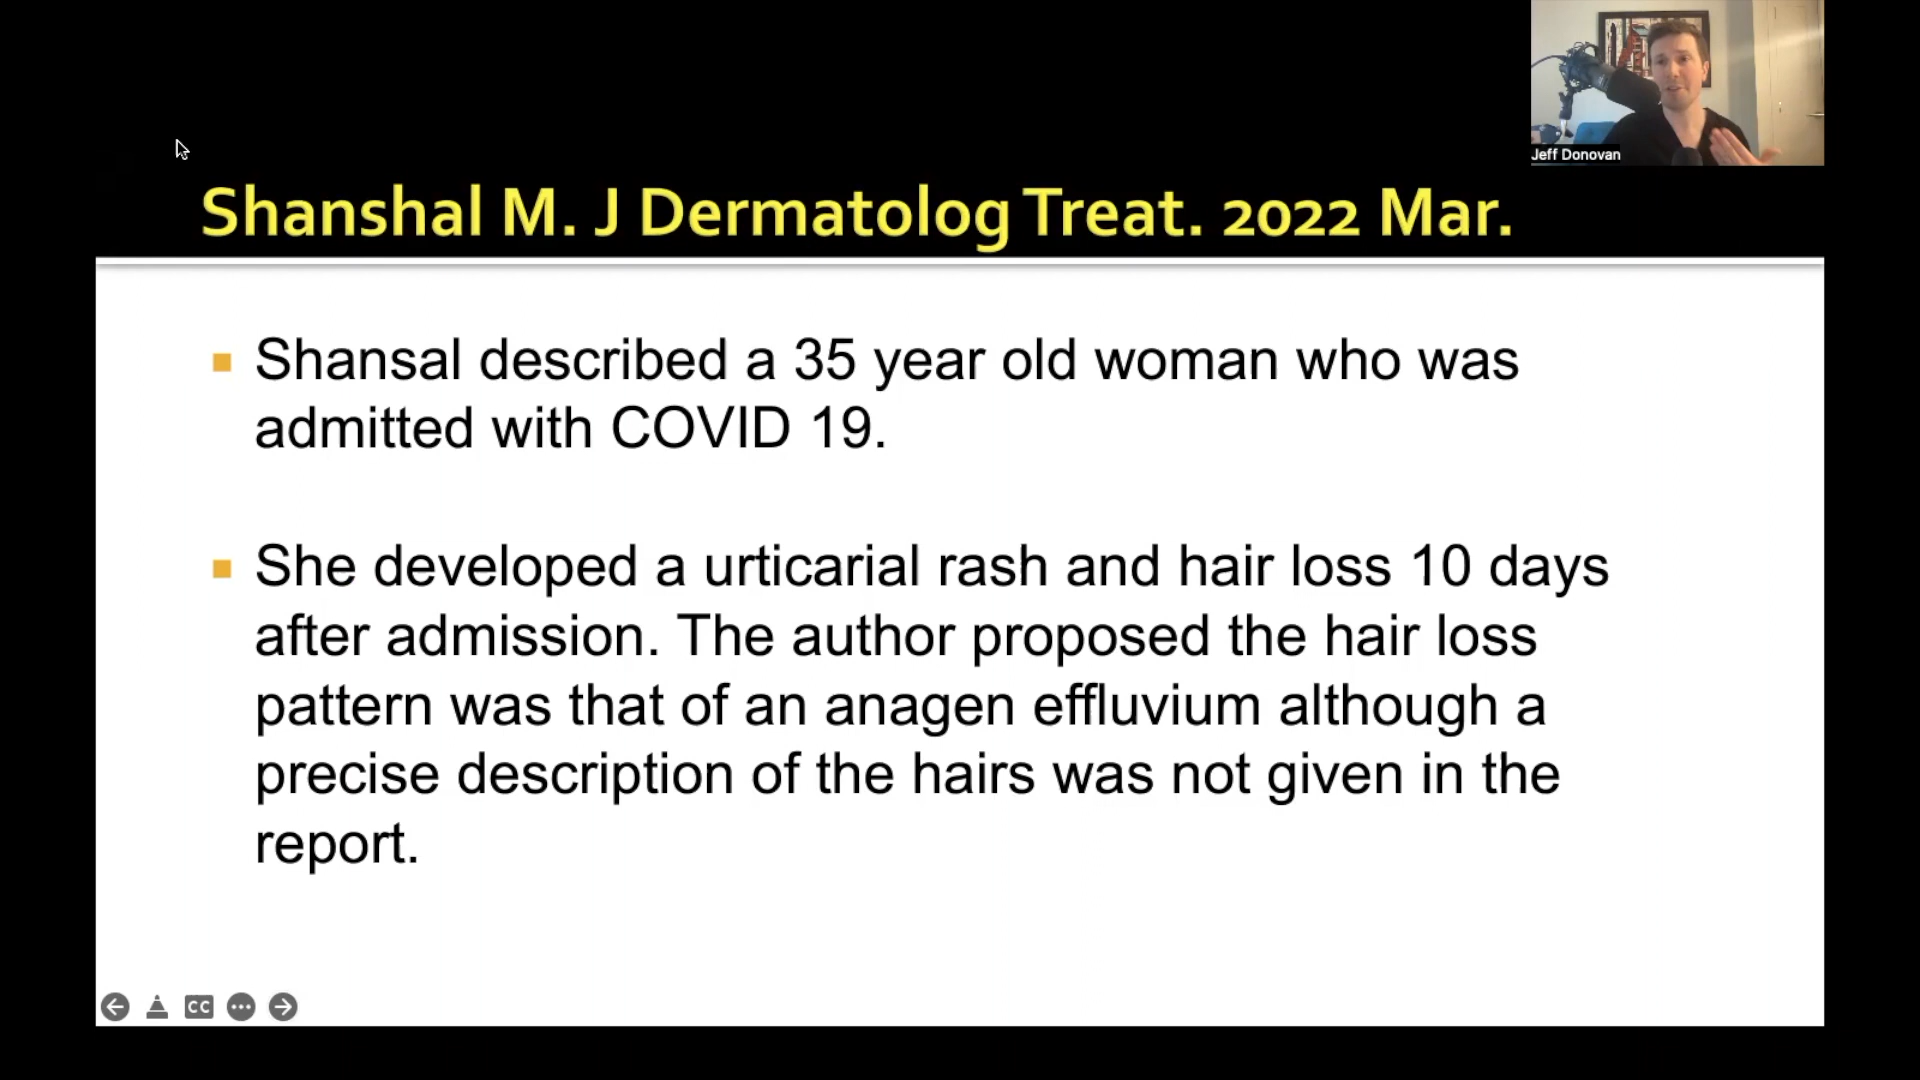 Jeff Donovan
Shanshal M. J Dermatolog Treat. 2022 Mar.
Shansal described a 35 year old woman who was
admitted with COVID 19.
She developed a urticarial rash and hair loss 10 days
after admission. The author proposed the hair loss
pattern was that of an anagen effluvium although a
precise description of the hairs was not given in the
report.
CC